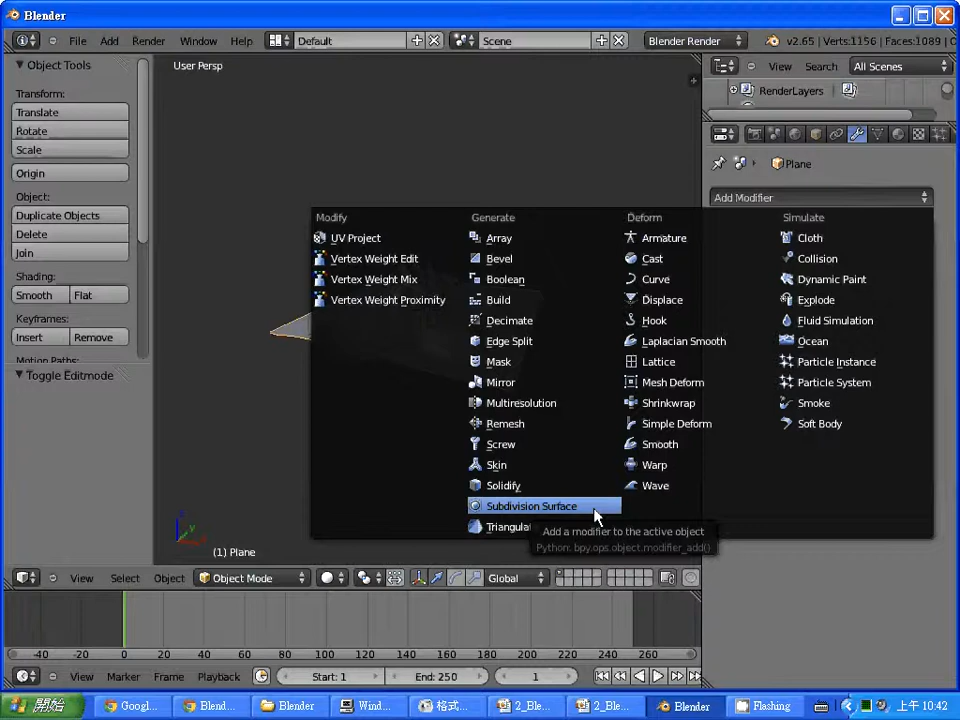 Blender
File Add Render Window Help Default Scene Blender Render v2.65 | Verts:1156 | Faces:1089 |
Object Tools
Transform:
Translate
Rotate
Scale
Origin
Object:
Duplicate Objects
Delete
Join
Shading:
Smooth Flat
Keyframes:
Insert Remove
Motion Paths:
Toggle Editmode
User Persp
View Search All Scenes
RenderLayers
Plane
Add Modifier
Modify
UV Project
Vertex Weight Edit
Vertex Weight Mix
Vertex Weight Proximity
Generate
Array
Bevel
Boolean
Build
Decimate
Edge Split
Mask
Mirror
Multiresolution
Remesh
Screw
Skin
Solidify
Subdivision Surface
Triangulat
Deform
Armature
Cast
Curve
Displace
Hook
Laplacian Smooth
Lattice
Mesh Deform
Shrinkwrap
Simple Deform
Smooth
Warp
Wave
Simulate
Cloth
Collision
Dynamic Paint
Explode
Fluid Simulation
Ocean
Particle Instance
Particle System
Smoke
Soft Body
Add a modifier to the active object
Python: bpy.ops.object.modifier_add()
(1) Plane
View Select Object Object Mode Global
-40 -20 0 20 40 60 80 100 120 140 160 180 200 220 240 260
View Marker Frame Playback Start: 1 End: 250 1
開始 Googl... Blend... Blender Wind... 格式... 2_Ble... 2_Ble... Blender Flashing 上午 10:42